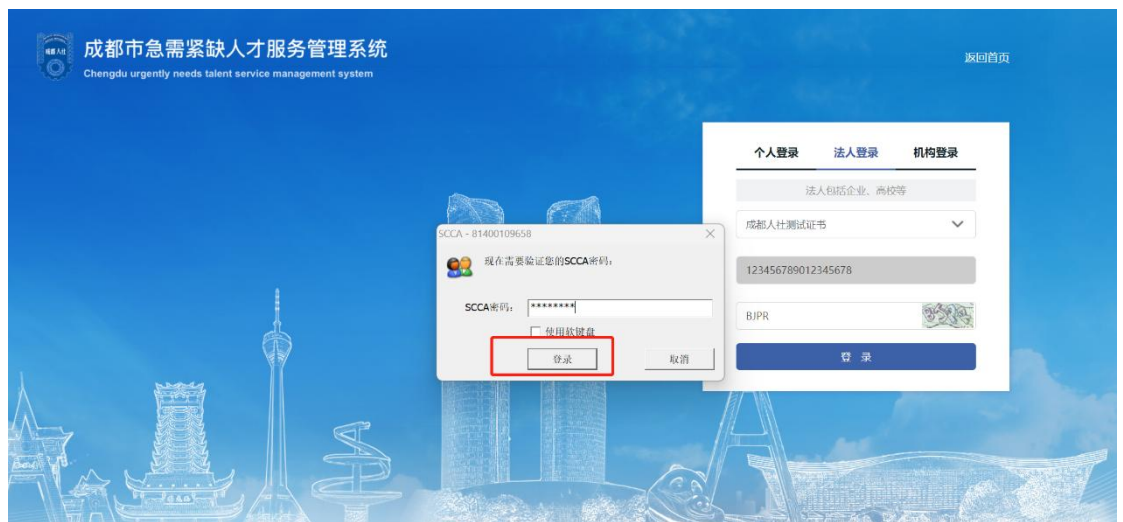 成都人社
成都市急需紧缺人才服务管理系统
Chengdu urgently needs talent service management system
返回首页
个人登录 法人登录 机构登录
法人包括企业、高校等
成都人社测试证书
123456789012345678
BJPR
登 录
SCCA - 81400109658
现在需要验证您的SCCA密码:
SCCA密码: ********
使用软键盘
登录 取消